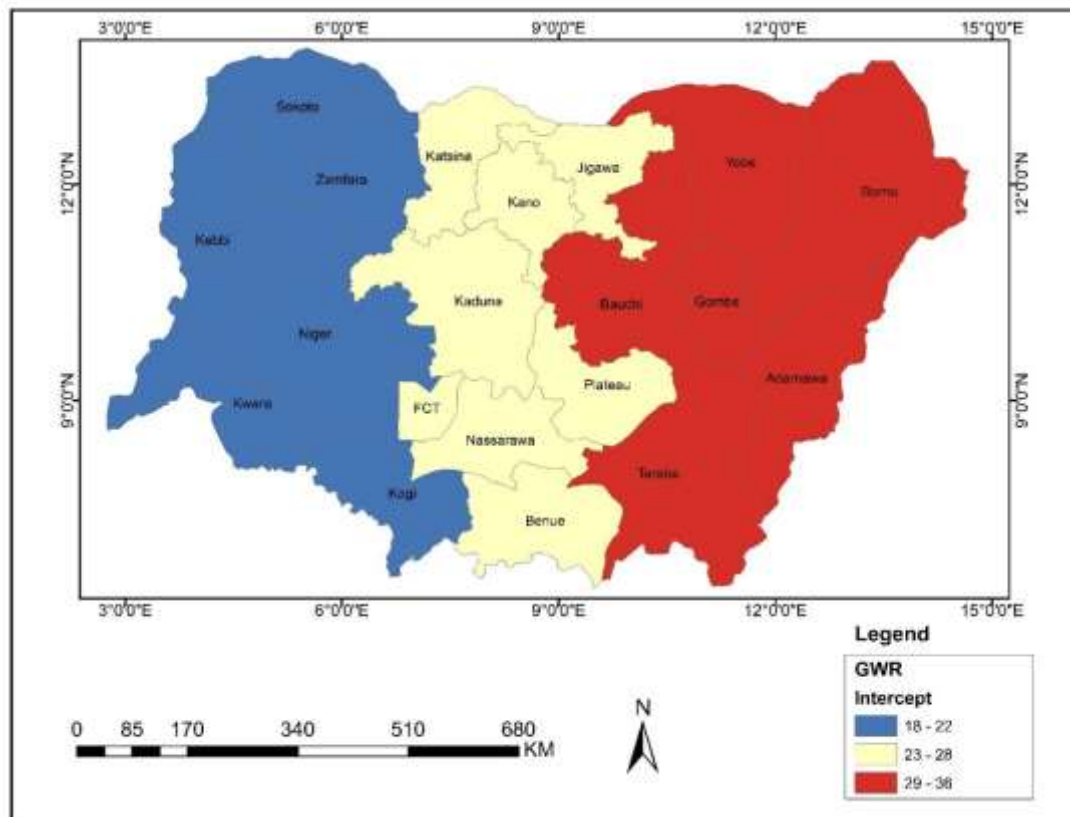 3°0'0"E 6°0'0"E 9°0'0"E 12°0'0"E 15°0'0"E
Sokoto
Katsina
Jigawa
Yobe
12°0'0"N
Zamfara
Kano
Borno
12°0'0"N
Kebbi
Kaduna
Bauchi
Gombe
Niger
Plateau
Adamawa
9°0'0"N
Kwara
FCT
9°0'0"N
Nassarawa
Taraba
Kogi
Benue
3°0'0"E 6°0'0"E 9°0'0"E 12°0'0"E 15°0'0"E
Legend
GWR
Intercept
18 - 22
23 - 28
29 - 36
N
0 85 170 340 510 680
KM